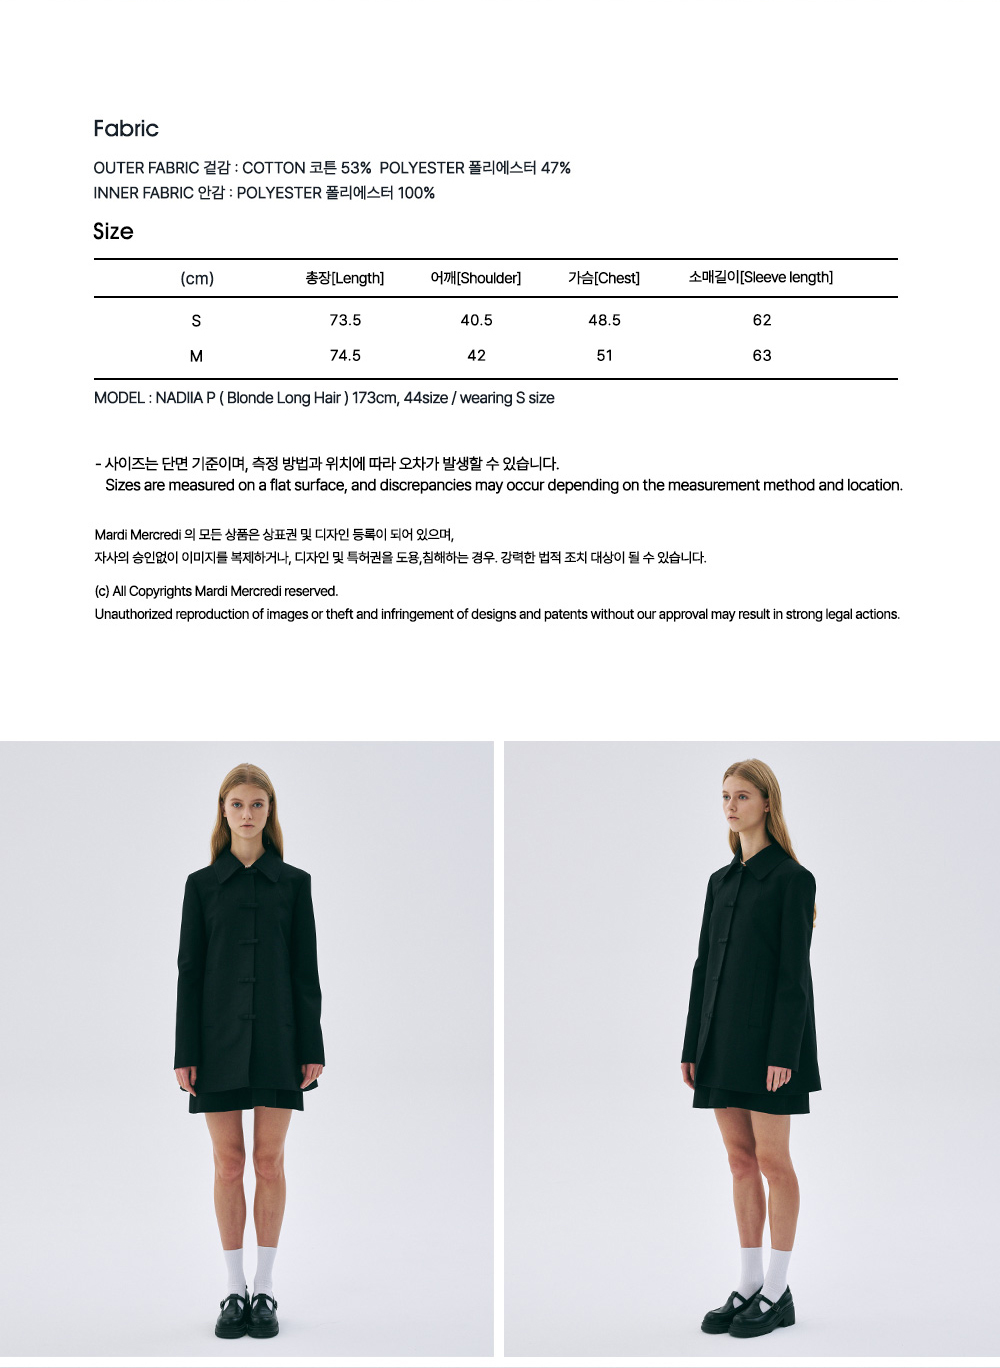 Fabric
OUTER FABRIC 겉감 : COTTON 코튼 53% POLYESTER 폴리에스터 47%
INNER FABRIC 안감 : POLYESTER 폴리에스터 100%
Size
(cm) 총장[Length] 어깨[Shoulder] 가슴[Chest] 소매길이[Sleeve length]
S 73.5 40.5 48.5 62
M 74.5 42 51 63
MODEL : NADIIA P ( Blonde Long Hair ) 173cm, 44size / wearing S size
- 사이즈는 단면 기준이며, 측정 방법과 위치에 따라 오차가 발생할 수 있습니다.
Sizes are measured on a flat surface, and discrepancies may occur depending on the measurement method and location.
Mardi Mercredi 의 모든 상품은 상표권 및 디자인 등록이 되어 있으며,
자사의 승인없이 이미지를 복제하거나, 디자인 및 특허권을 도용,침해하는 경우. 강력한 법적 조치 대상이 될 수 있습니다.
(c) All Copyrights Mardi Mercredi reserved.
Unauthorized reproduction of images or theft and infringement of designs and patents without our approval may result in strong legal actions.